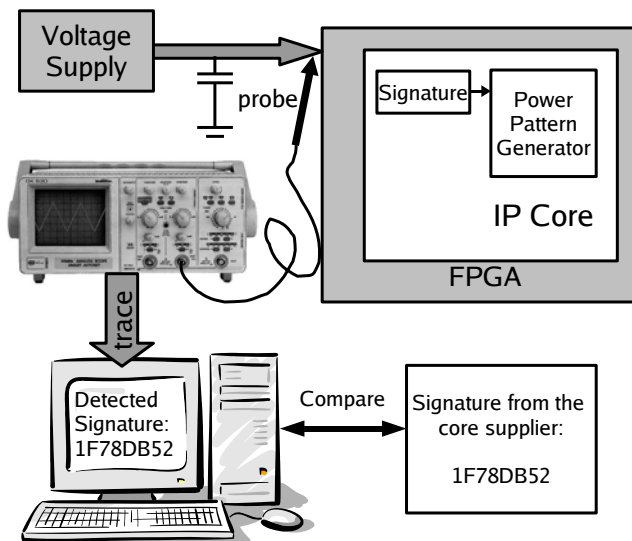 Voltage
Supply
probe
Signature
Power
Pattern
Generator
IP Core
FPGA
trace
Detected
Signature:
1F78DB52
Compare
Signature from the
core supplier:
1F78DB52